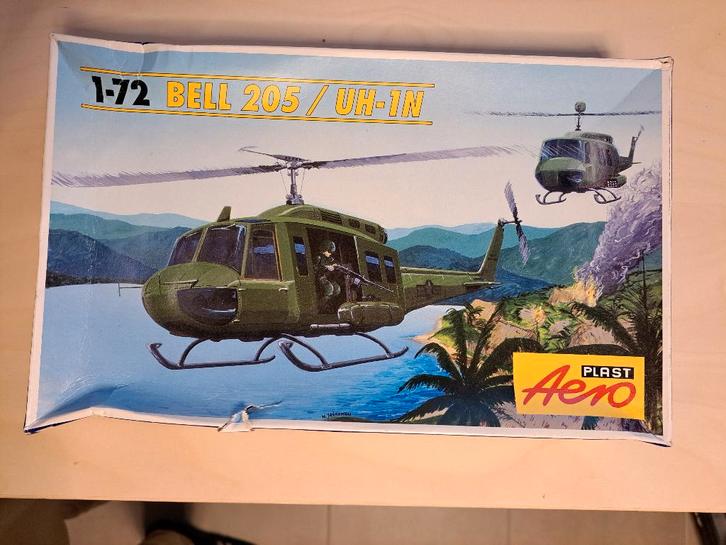 1-72 BELL 205 / UH-1N
PLAST
Aero